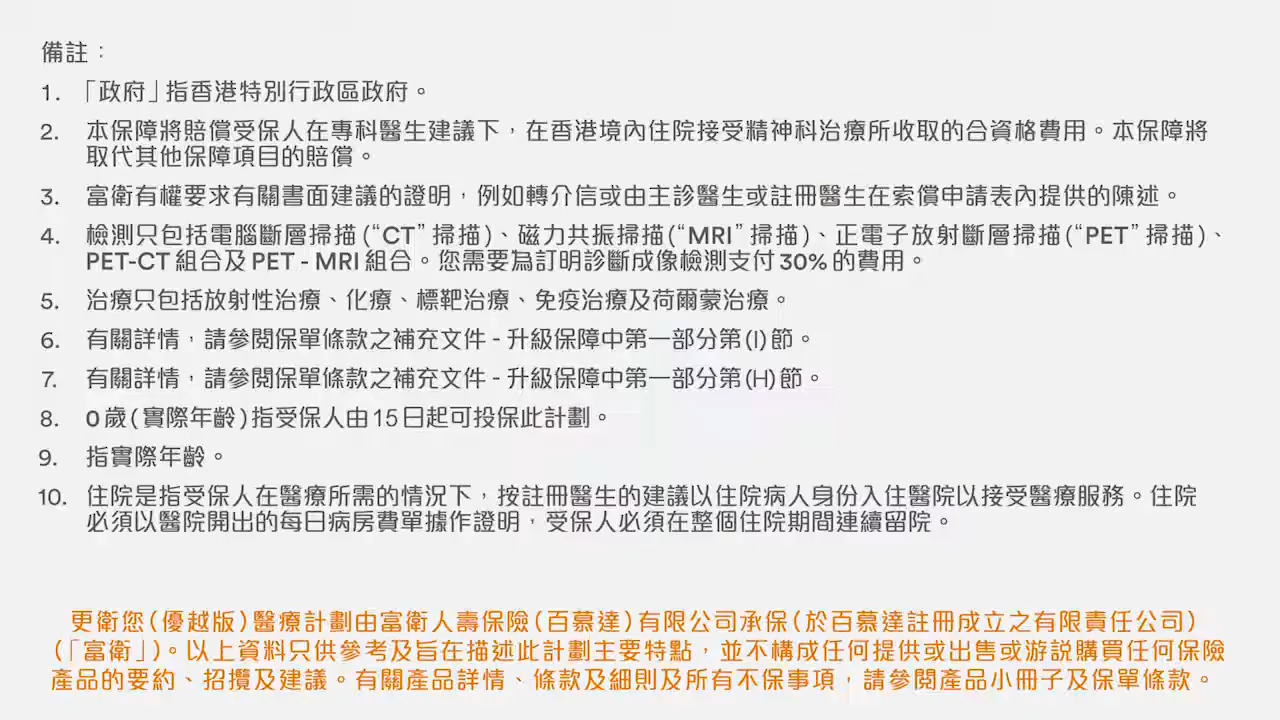 備註：
1. 「政府」指香港特別行政區政府。
2. 本保障將賠償受保人在專科醫生建議下，在香港境內住院接受精神科治療所收取的合資格費用。本保障將
取代其他保障項目的賠償。
3. 富衛有權要求有關書面建議的證明，例如轉介信或由主診醫生或註冊醫生在索償申請表內提供的陳述。
4. 檢測只包括電腦斷層掃描(“CT”掃描)、磁力共振掃描(“MRI”掃描)、正電子放射斷層掃描(“PET”掃描)、
PET-CT組合及PET - MRI組合。您需要為訂明診斷成像檢測支付30%的費用。
5. 治療只包括放射性治療、化療、標靶治療、免疫治療及荷爾蒙治療。
6. 有關詳情，請參閱保單條款之補充文件 - 升級保障中第一部分第(I)節。
7. 有關詳情，請參閱保單條款之補充文件 - 升級保障中第一部分第(H)節。
8. 0歲(實際年齡)指受保人由15日起可投保此計劃。
9. 指實際年齡。
10. 住院是指受保人在醫療所需的情況下，按註冊醫生的建議以住院病人身份入住醫院以接受醫療服務。住院
必須以醫院開出的每日病房費單據作證明，受保人必須在整個住院期間連續留院。
更衛您(優越版)醫療計劃由富衛人壽保險(百慕達)有限公司承保(於百慕達註冊成立之有限責任公司)
(「富衛」)。以上資料只供參考及旨在描述此計劃主要特點，並不構成任何提供或出售或游説購買任何保險
產品的要約、招攬及建議。有關產品詳情、條款及細則及所有不保事項，請參閱產品小冊子及保單條款。